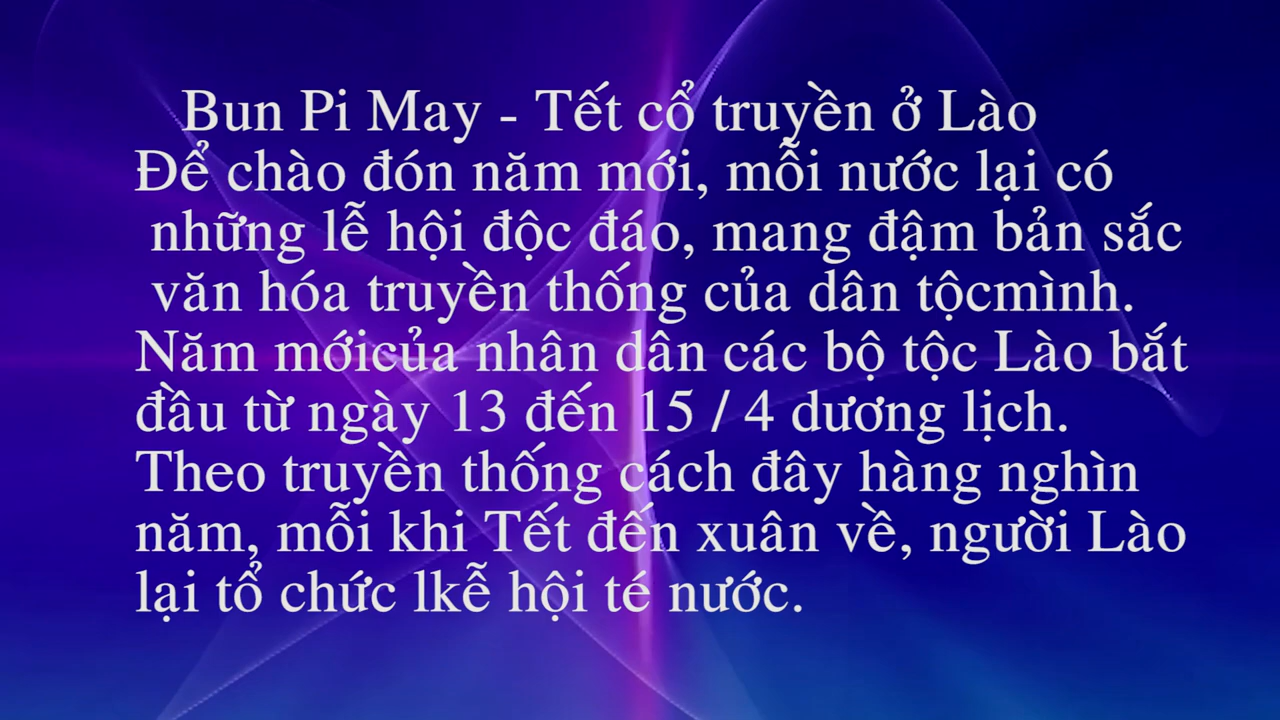 Bun Pi May - Tết cổ truyền ở Lào
Để chào đón năm mới, mỗi nước lại có
những lễ hội độc đáo, mang đậm bản sắc
văn hóa truyền thống của dân tộcmình.
Năm mớicủa nhân dân các bộ tộc Lào bắt
đầu từ ngày 13 đến 15 / 4 dương lịch.
Theo truyền thống cách đây hàng nghìn
năm, mỗi khi Tết đến xuân về, người Lào
lại tổ chức lkễ hội té nước.